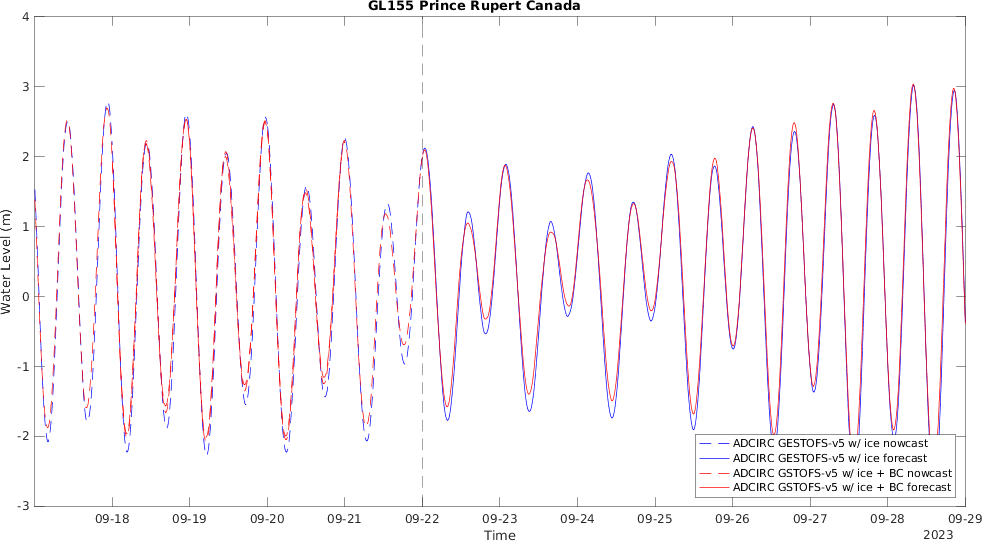 GL155 Prince Rupert Canada
4
3
2
1
0
-1
-2
-3
Water Level (m)
ADCIRC GESTOFS-v5 w/ ice nowcast
ADCIRC GESTOFS-v5 w/ ice forecast
ADCIRC GSTOFS-v5 w/ ice + BC nowcast
ADCIRC GSTOFS-v5 w/ ice + BC forecast
09-18 09-19 09-20 09-21 09-22 09-23 09-24 09-25 09-26 09-27 09-28 09-29
Time
2023